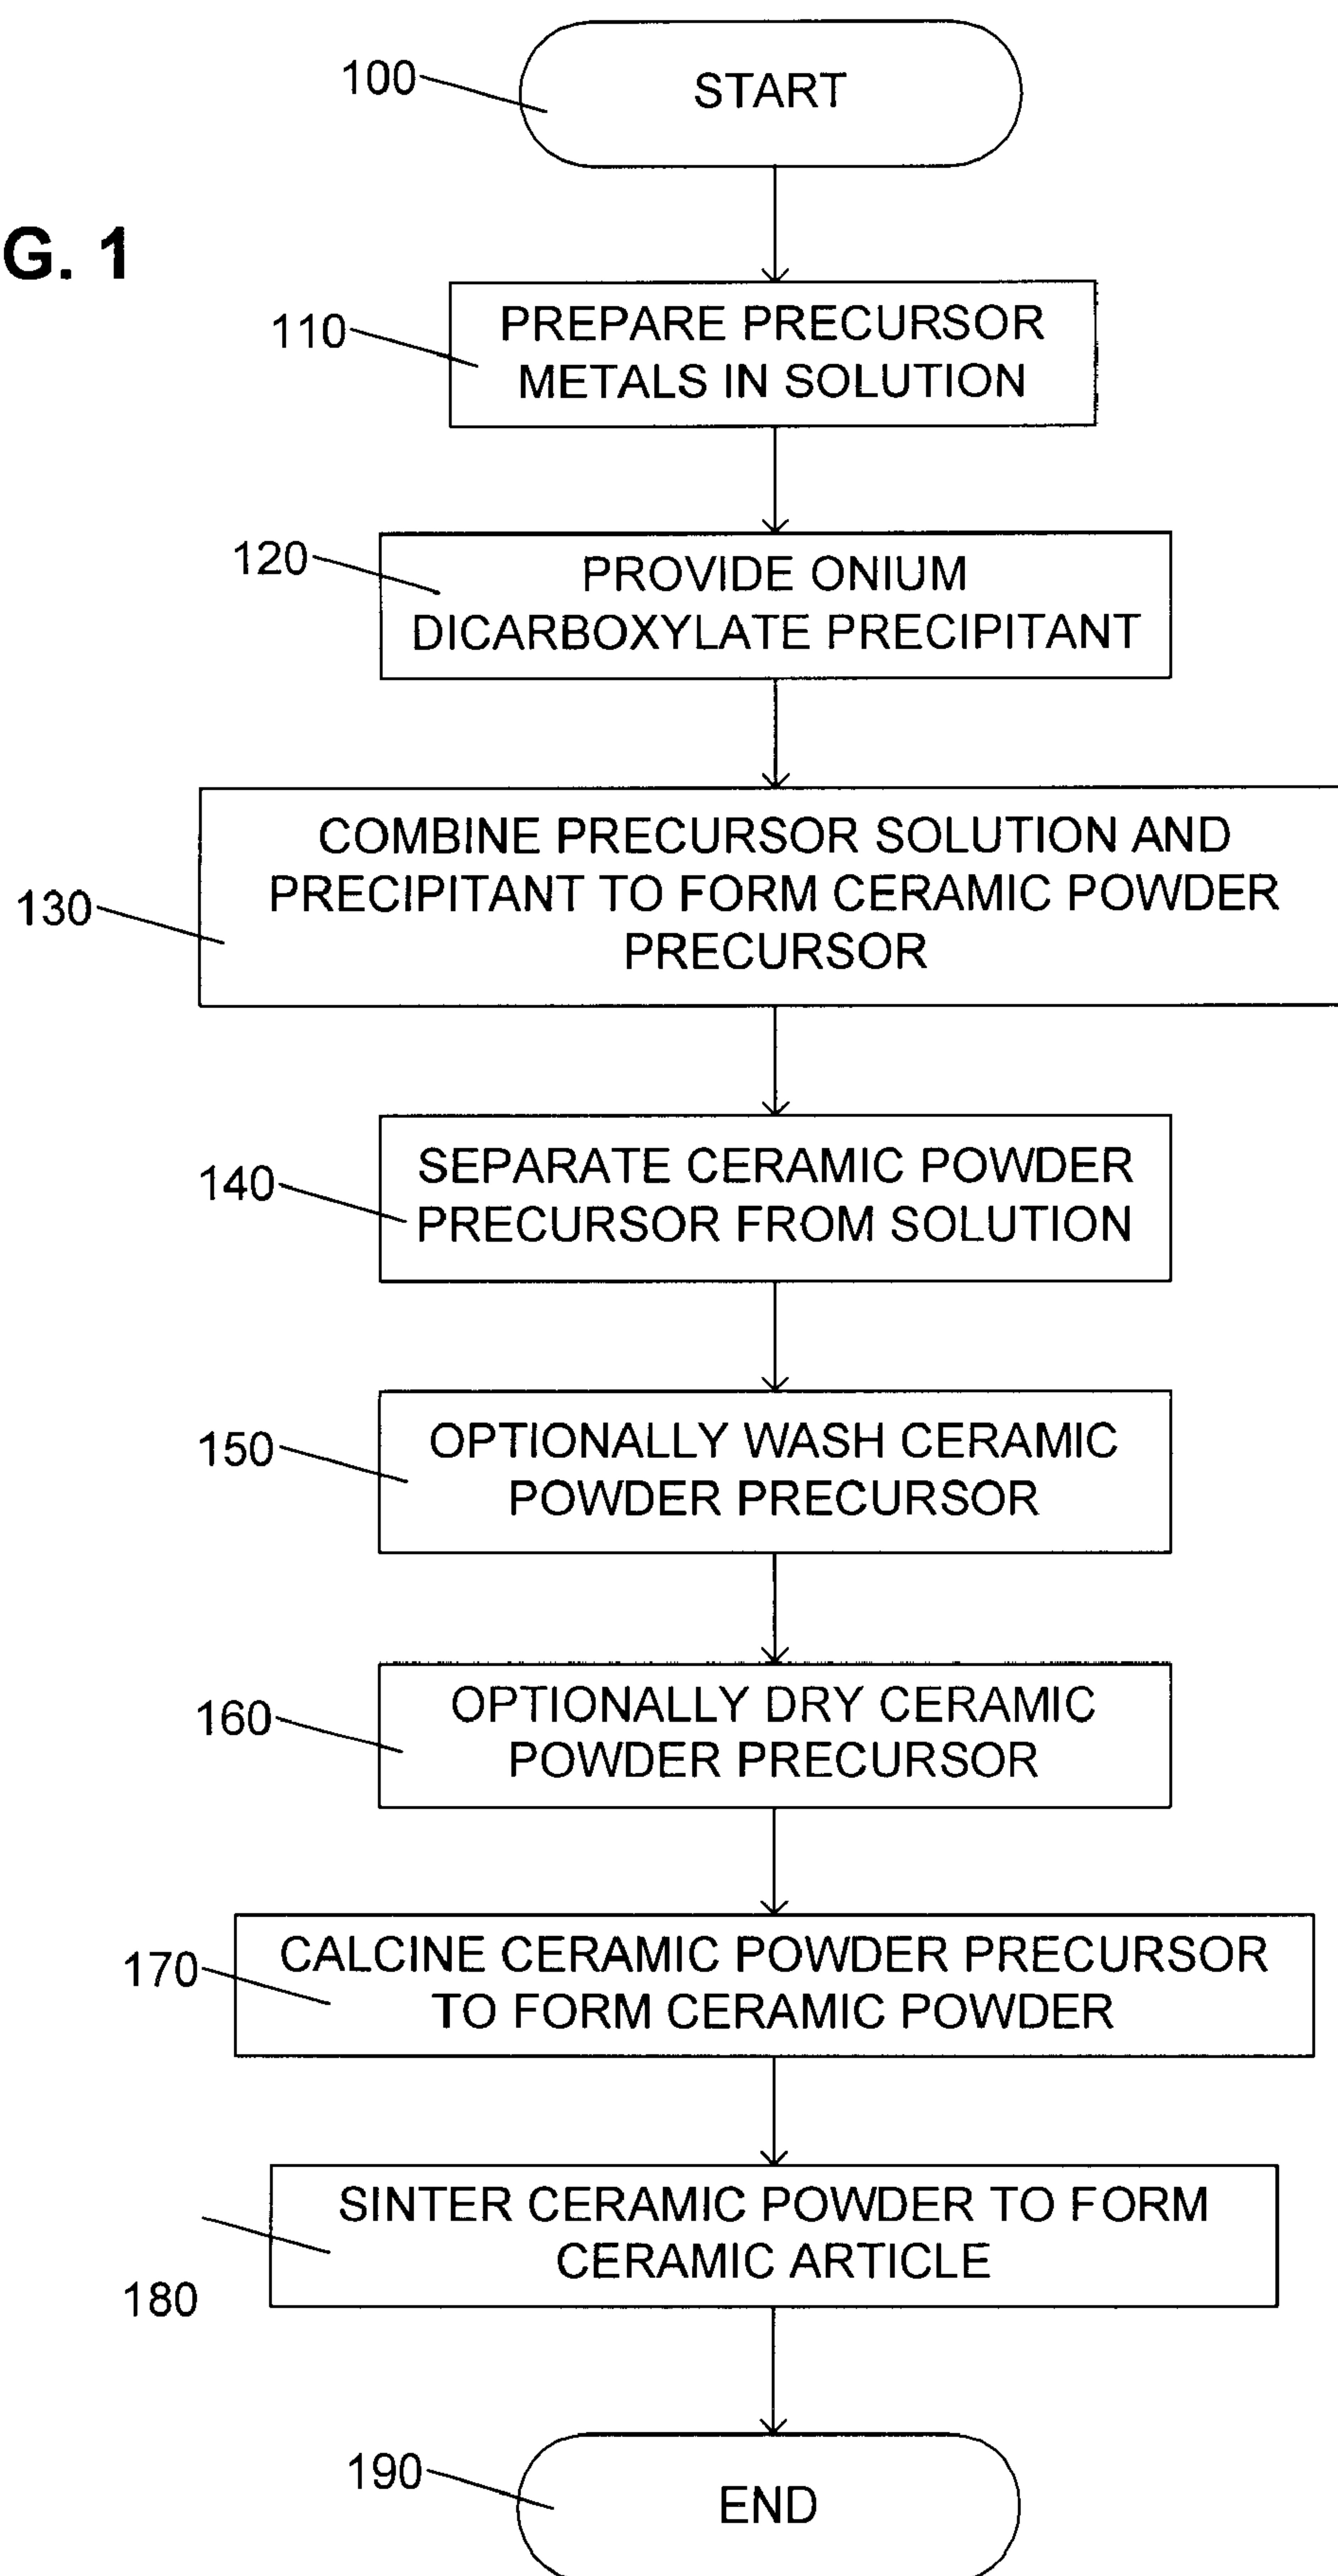 100
START
G. 1
110
PREPARE PRECURSOR
METALS IN SOLUTION
120
PROVIDE ONIUM
DICARBOXYLATE PRECIPITANT
130
COMBINE PRECURSOR SOLUTION AND
PRECIPITANT TO FORM CERAMIC POWDER
PRECURSOR
140
SEPARATE CERAMIC POWDER
PRECURSOR FROM SOLUTION
150
OPTIONALLY WASH CERAMIC
POWDER PRECURSOR
160
OPTIONALLY DRY CERAMIC
POWDER PRECURSOR
170
CALCINE CERAMIC POWDER PRECURSOR
TO FORM CERAMIC POWDER
180
SINTER CERAMIC POWDER TO FORM
CERAMIC ARTICLE
190
END